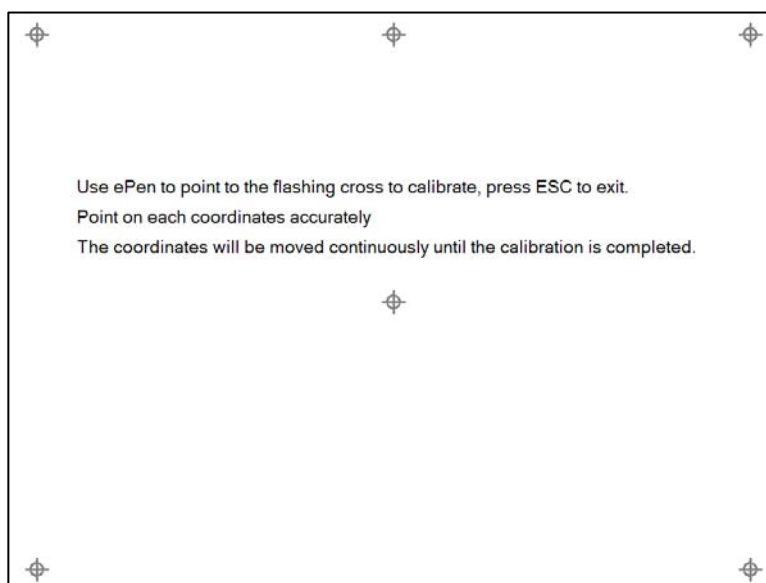 Use ePen to point to the flashing cross to calibrate, press ESC to exit.
Point on each coordinates accurately
The coordinates will be moved continuously until the calibration is completed.